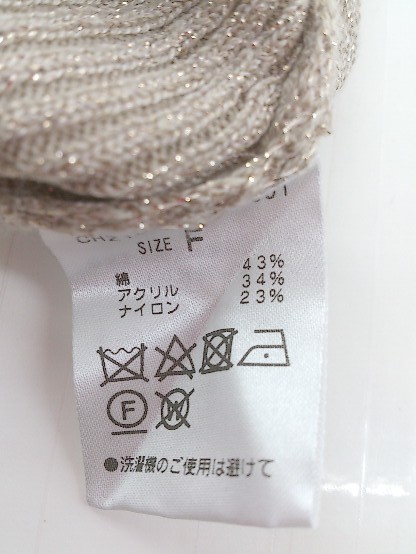 SIZE F
綿 43%
アクリル 34%
ナイロン 23%
F
W
●洗濯機のご使用は避けて